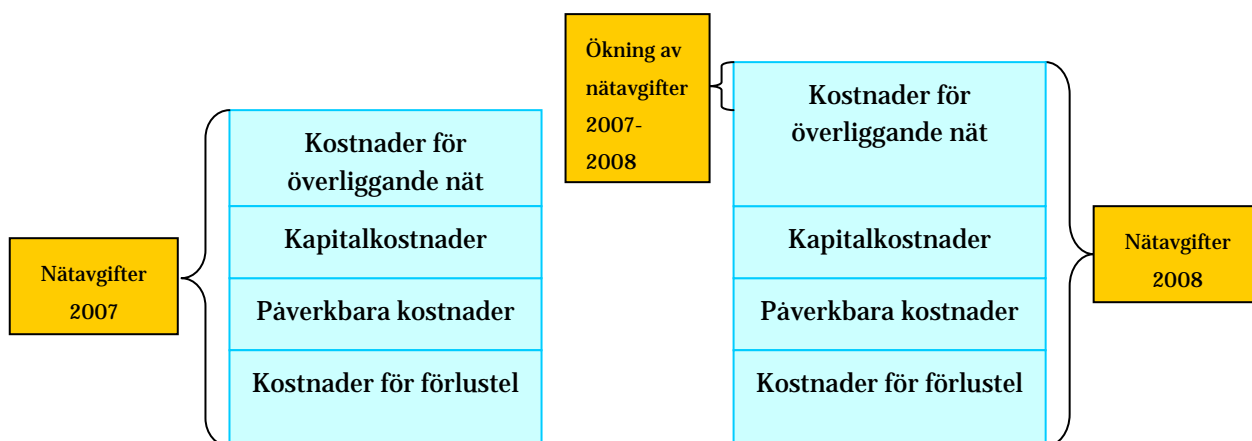 Nätavgifter
2007
Kostnader för
överliggande nät
Kapitalkostnader
Påverkbara kostnader
Kostnader för förlustel
Ökning av
nätavgifter
2007-
2008
Kostnader för
överliggande nät
Kapitalkostnader
Påverkbara kostnader
Kostnader för förlustel
Nätavgifter
2008